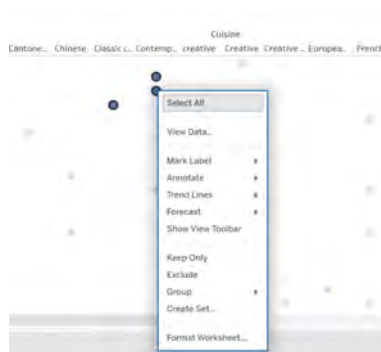 Cuisine
Cantone.. Chinese Classic c.. Contemp.. creative Creative Creative .. Europea.. French
Select All
View Data...
Mark Label
Annotate
Trend Lines
Forecast
Show View Toolbar
Keep Only
Exclude
Group
Create Set...
Format Worksheet...